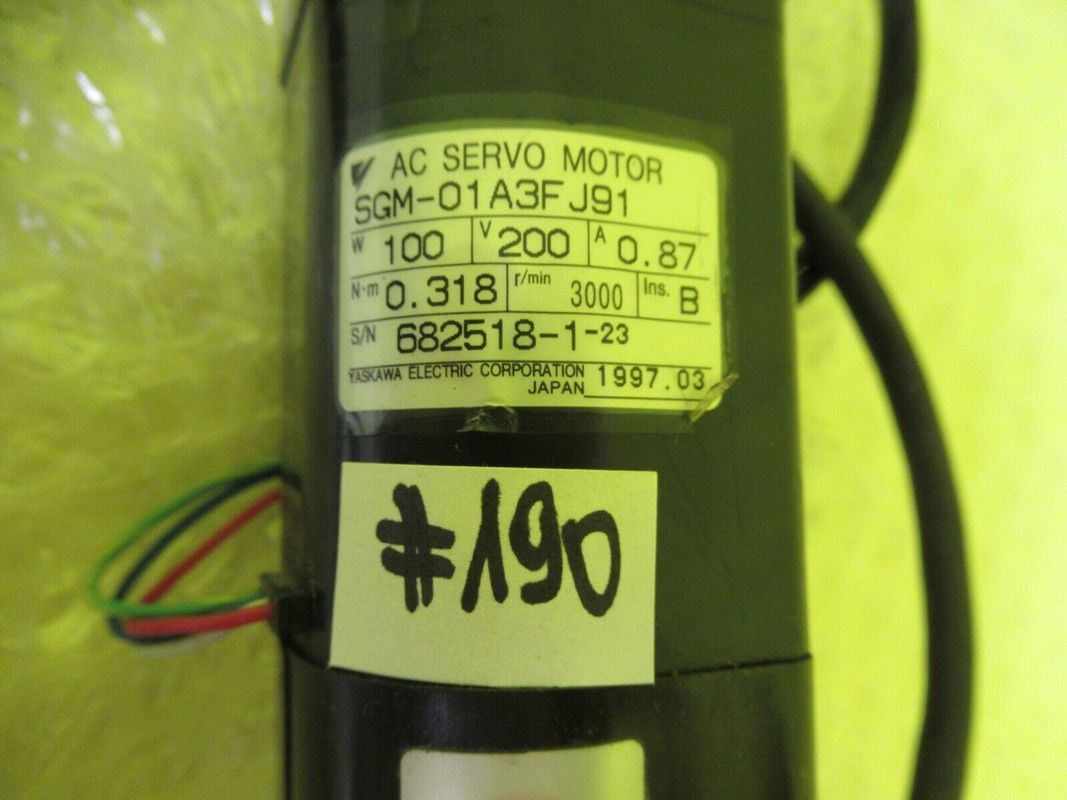 AC SERVO MOTOR
SGM-01A3FJ91
W 100 V 200 A 0.87
N·m 0.318 r/min 3000 Ins. B
S/N 682518-1-23
YASKAWA ELECTRIC CORPORATION
JAPAN 1997.03
#190